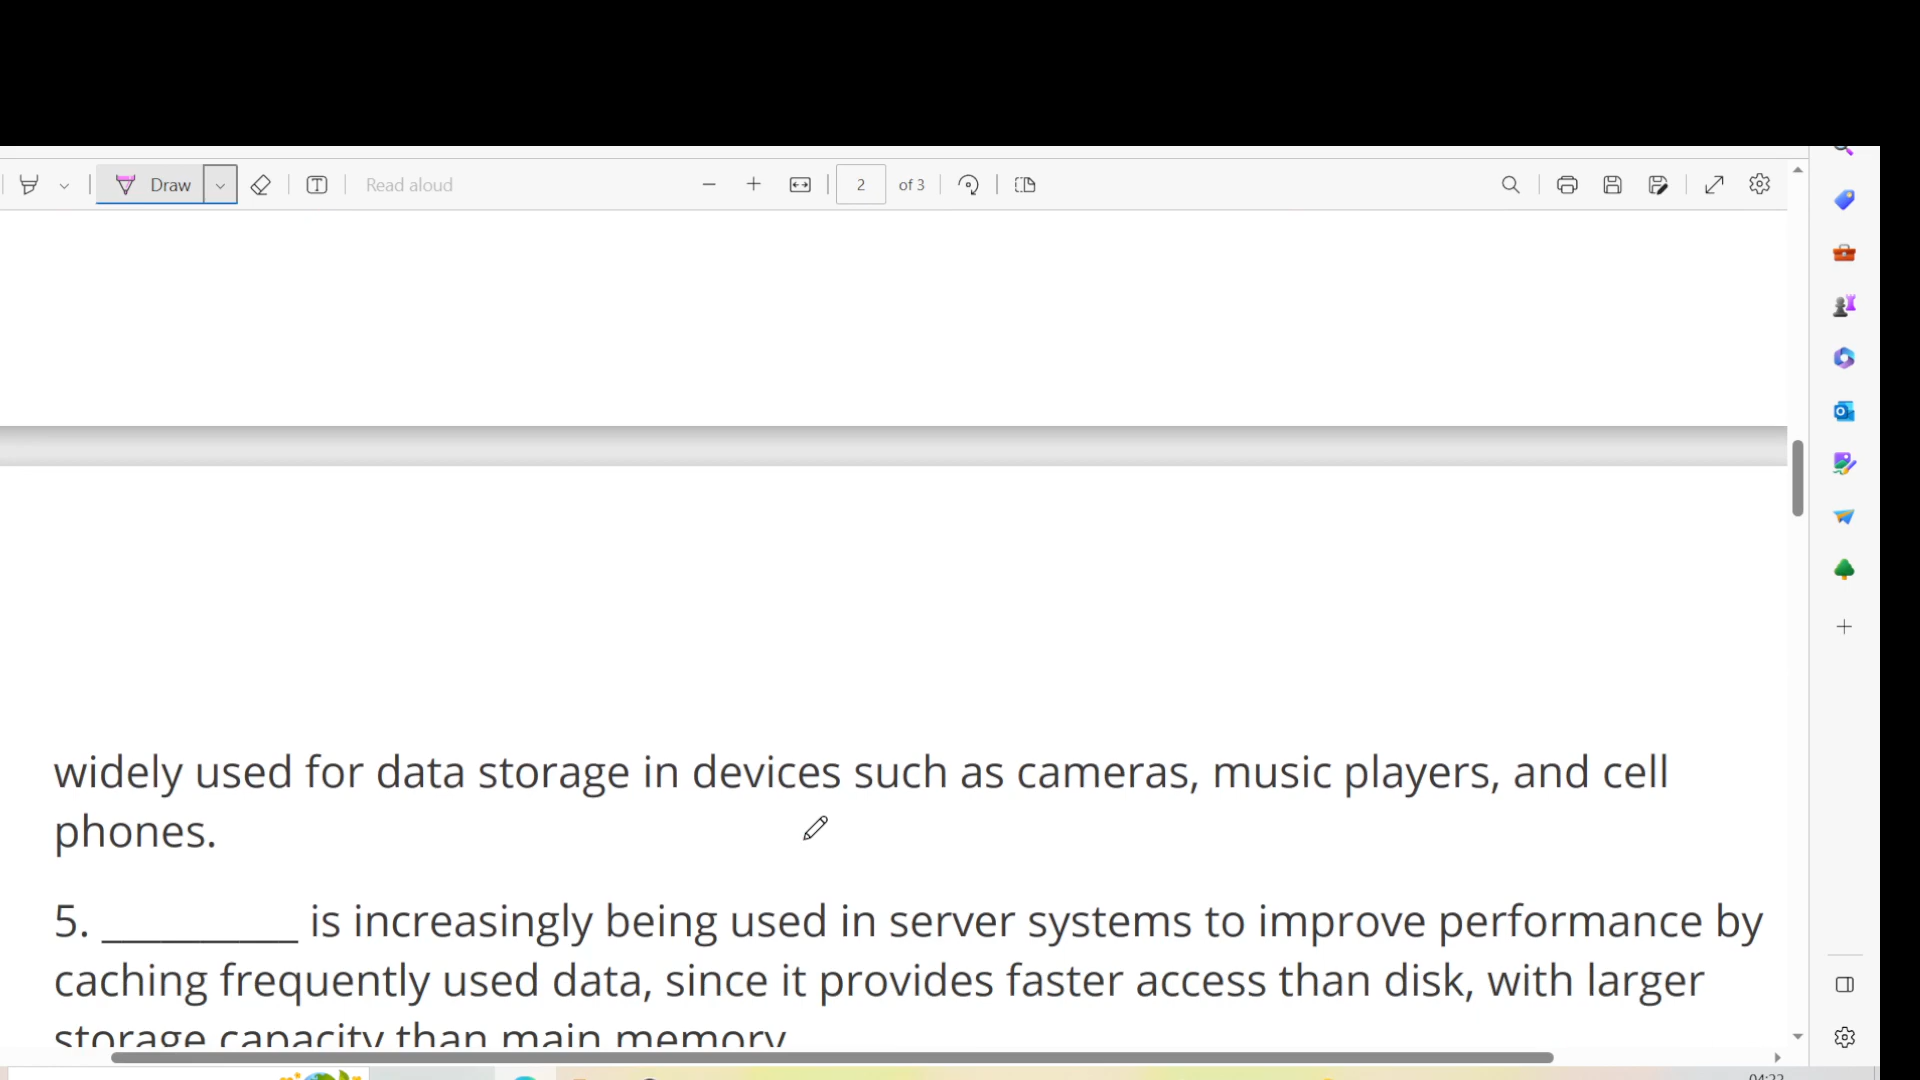 Draw
Read aloud
2 of 3
widely used for data storage in devices such as cameras, music players, and cell
phones.
5. __________ is increasingly being used in server systems to improve performance by
caching frequently used data, since it provides faster access than disk, with larger
storage capacity than main memory